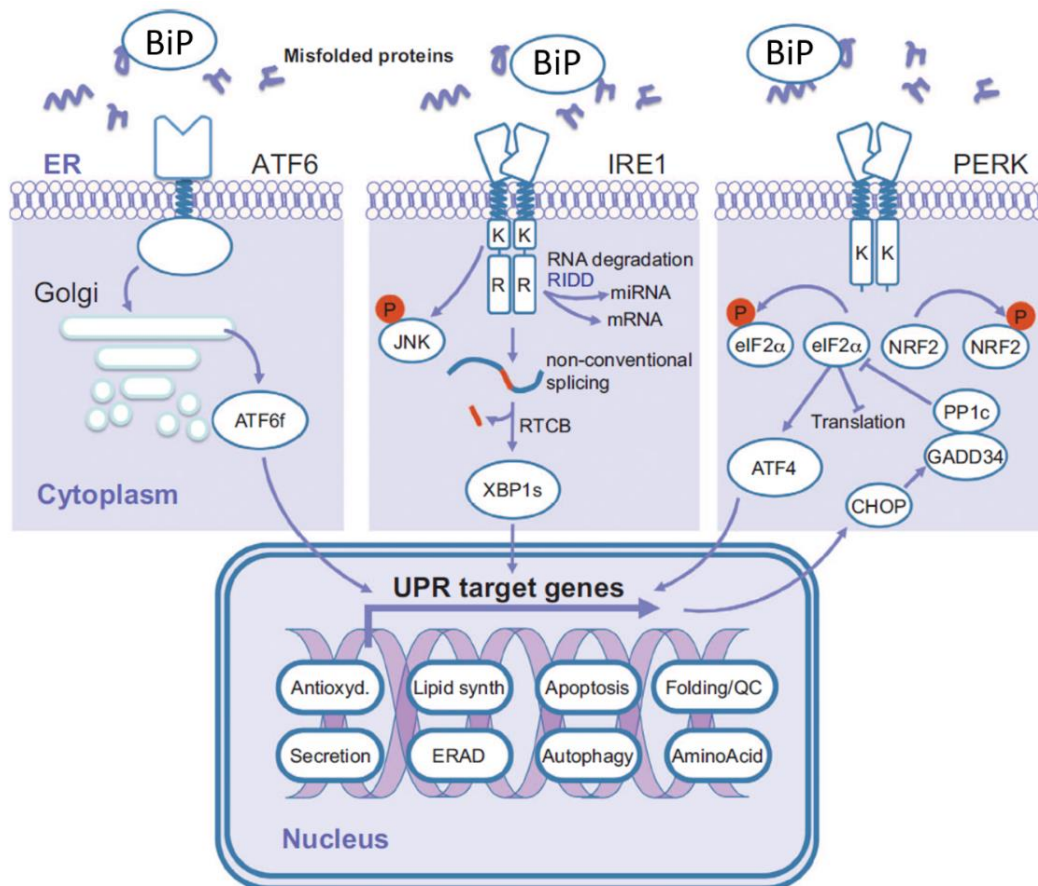 BiP
Misfolded proteins
BiP
BiP
ER
ATF6
IRE1
PERK
K
K
R
R
K
K
RNA degradation
RIDD
miRNA
mRNA
Golgi
P
JNK
P
eIF2α
eIF2α
NRF2
P
NRF2
non-conventional
splicing
RTCB
Translation
PP1c
GADD34
ATF6f
ATF4
XBP1s
CHOP
Cytoplasm
UPR target genes
Antioxyd.
Lipid synth
Apoptosis
Folding/QC
Secretion
ERAD
Autophagy
AminoAcid
Nucleus